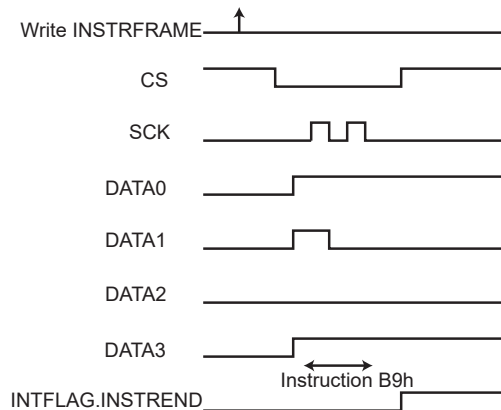 Write INSTRFRAME
CS
SCK
DATA0
DATA1
DATA2
DATA3
Instruction B9h
INTFLAG.INSTREND